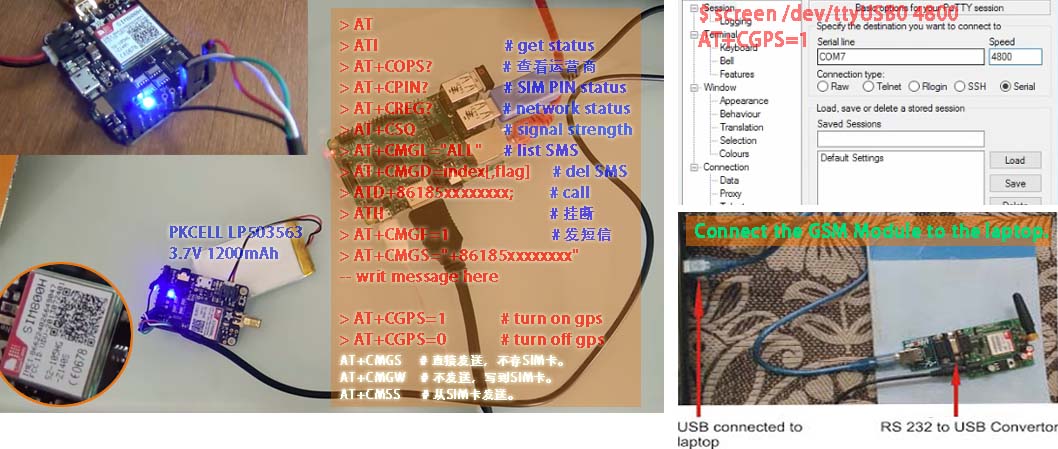 > AT
> ATI # get status
> AT+COPS? # 查看运营商
> AT+CPIN? # SIM PIN status
> AT+CREG? # network status
> AT+CSQ # signal strength
> AT+CMGL="ALL" # list SMS
> AT+CMGD=index[,flag] # del SMS
> ATD+86185xxxxxxxx; # call
> ATH # 挂断
> AT+CMGF=1 # 发短信
> AT+CMGS="+86185xxxxxxxx"
-- writ message here
> AT+CGPS=1 # turn on gps
> AT+CGPS=0 # turn off gps
AT+CMGS # 直接发送，不存SIM卡。
AT+CMGW # 不发送，写到SIM卡。
AT+CMSS # 从SIM卡发送。
PKCELL LP503563
3.7V 1200mAh
SIM800H
$ screen /dev/ttyUSB0 4800
AT+CGPS=1
Session
Logging
Terminal
Keyboard
Bell
Features
Window
Appearance
Behaviour
Translation
Selection
Colours
Connection
Data
Proxy
Basic options for your PuTTY session
Specify the destination you want to connect to
Serial line Speed
COM7 4800
Connection type:
Raw Telnet Rlogin SSH Serial
Load, save or delete a stored session
Saved Sessions
Default Settings
Load
Save
Delete
Connect the GSM Module to the laptop.
USB connected to
laptop
RS 232 to USB Convertor